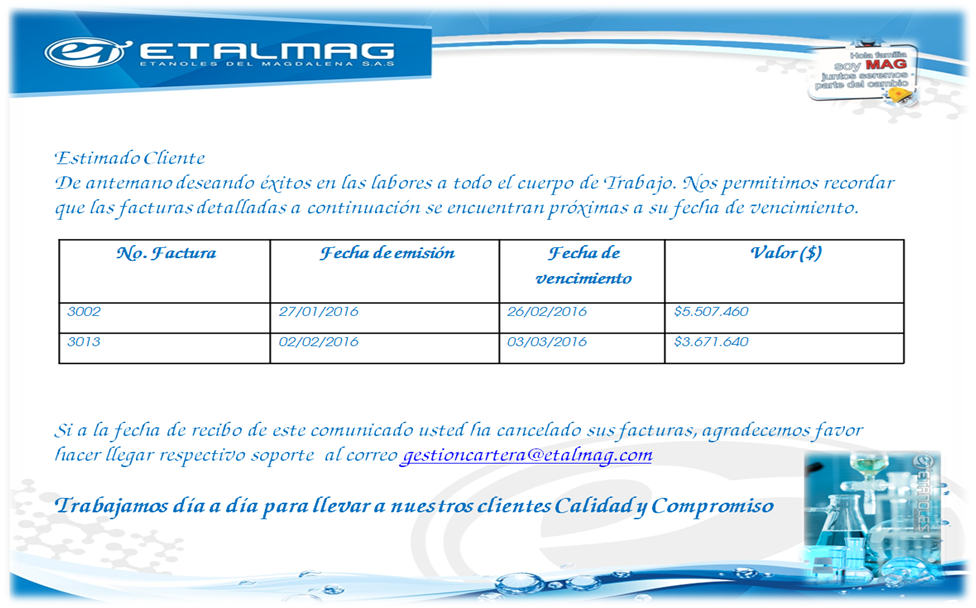 ETALMAG
ETANOLES DEL MAGDALENA S.A.S
Hola familia
soy MAG
juntos seremos
parte del cambio
Estimado Cliente
De antemano deseando éxitos en las labores a todo el cuerpo de Trabajo. Nos permitimos recordar
que las facturas detalladas a continuación se encuentran próximas a su fecha de vencimiento.
No. Factura Fecha de emisión Fecha de vencimiento Valor ($)
3002 27/01/2016 26/02/2016 $5.507.460
3013 02/02/2016 03/03/2016 $3.671.640
Si a la fecha de recibo de este comunicado usted ha cancelado sus facturas, agradecemos favor
hacer llegar respectivo soporte al correo gestioncartera@etalmag.com
Trabajamos día a día para llevar a nuestros clientes Calidad y Compromiso